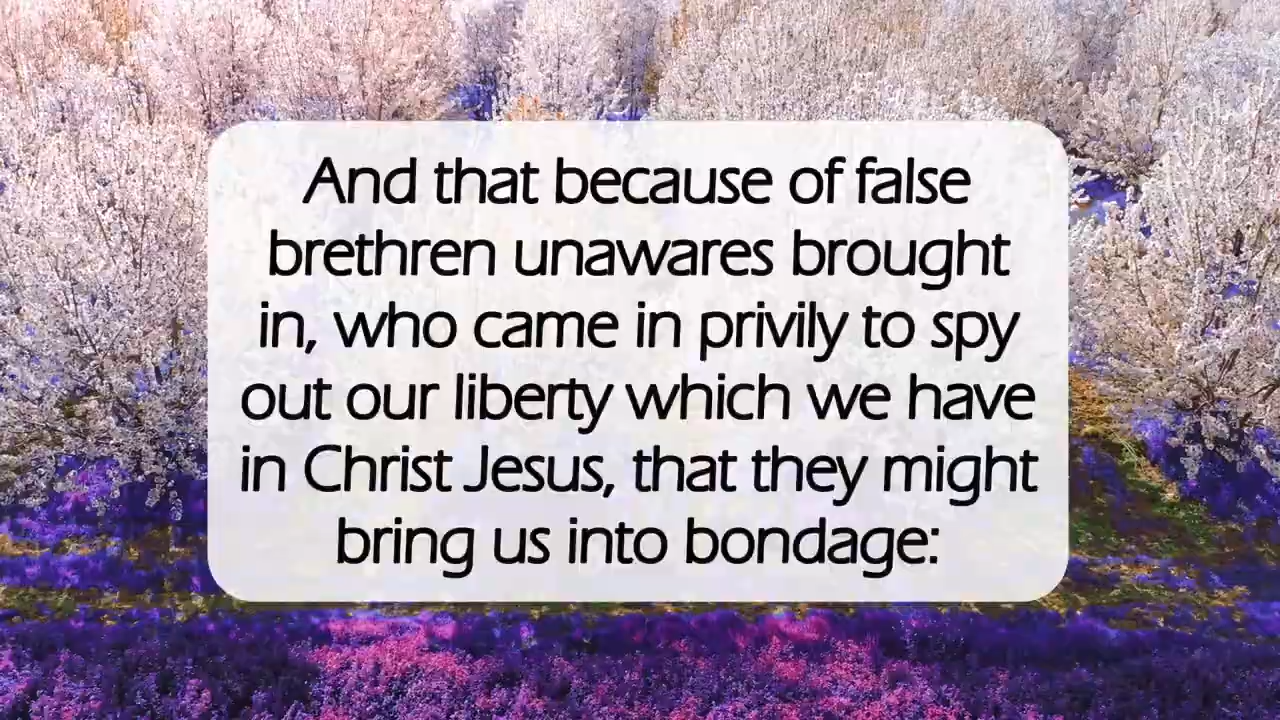 And that because of false
brethren unawares brought
in, who came in privily to spy
out our liberty which we have
in Christ Jesus, that they might
bring us into bondage: